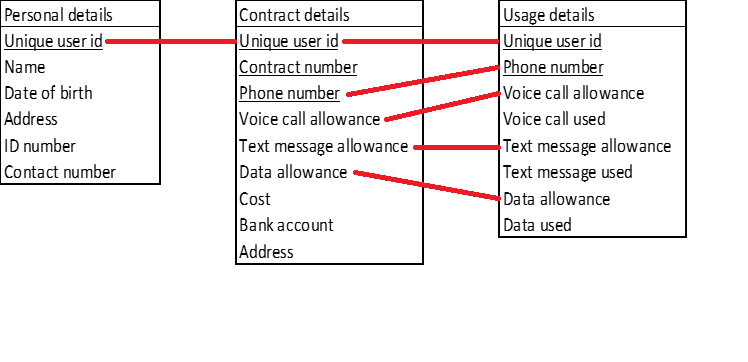 Personal details
Unique user id
Name
Date of birth
Address
ID number
Contact number
Contract details
Unique user id
Contract number
Phone number
Voice call allowance
Text message allowance
Data allowance
Cost
Bank account
Address
Usage details
Unique user id
Phone number
Voice call allowance
Voice call used
Text message allowance
Text message used
Data allowance
Data used